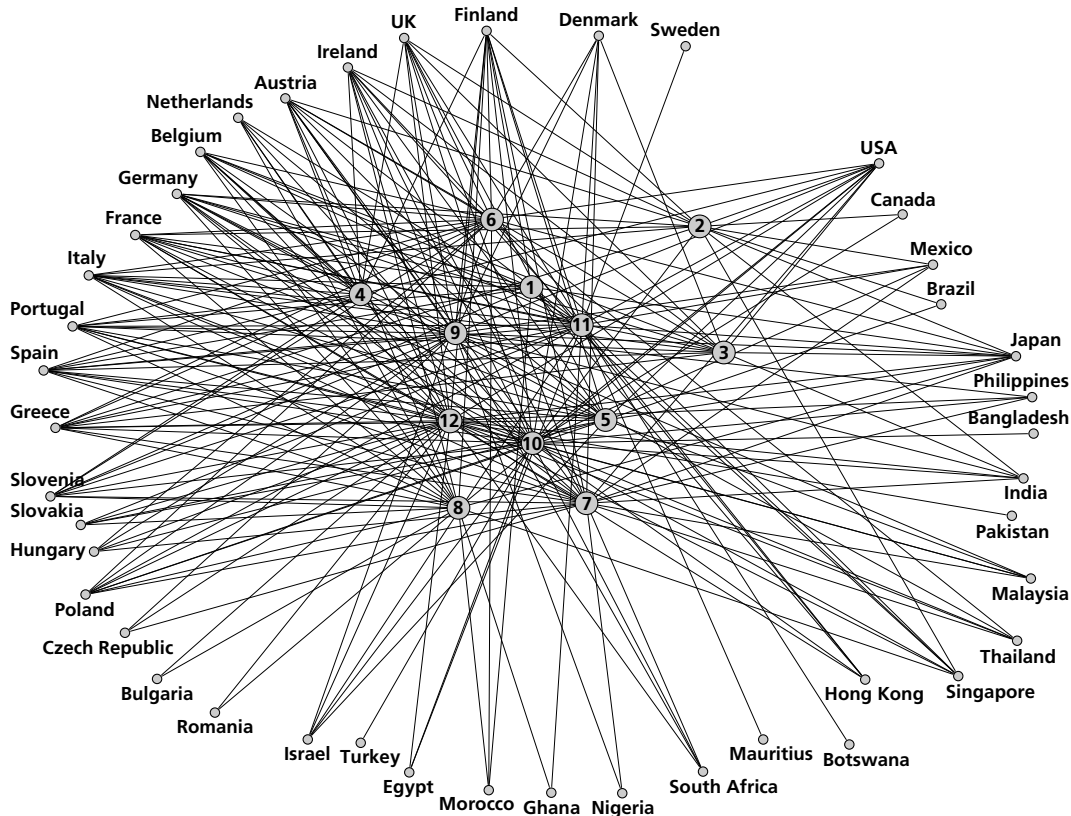 UK
Finland
Denmark
Sweden
Ireland
Austria
Netherlands
Belgium
Germany
France
Italy
Portugal
Spain
Greece
Slovenia
Slovakia
Hungary
Poland
Czech Republic
Bulgaria
Romania
Israel
Turkey
Egypt
Morocco
Ghana
Nigeria
South Africa
Mauritius
Botswana
Hong Kong
Singapore
Thailand
Malaysia
Pakistan
India
Bangladesh
Philippines
Japan
Brazil
Mexico
Canada
USA
6
2
1
4
11
9
3
12
5
10
8
7